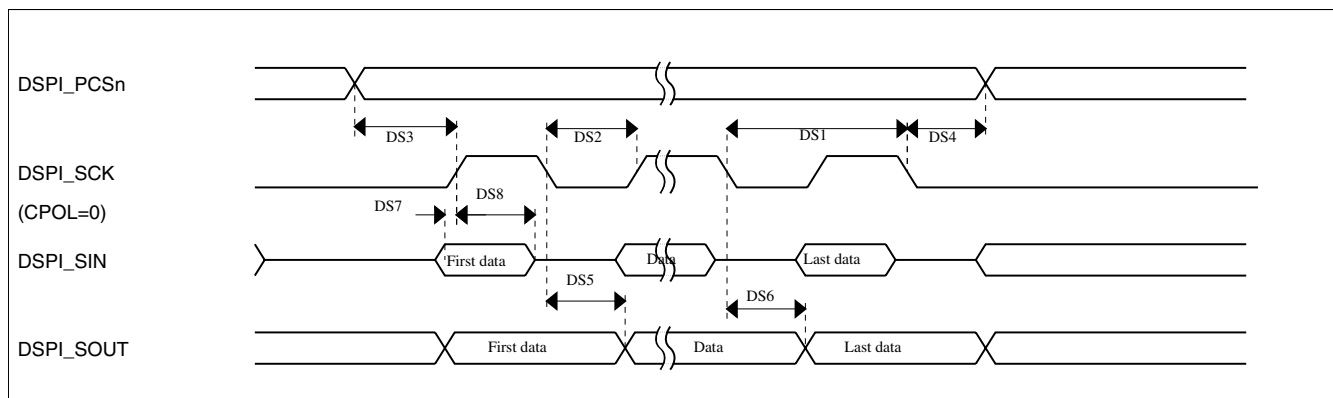 DSPI_PCSn
DS3
DS2
DS1
DS4
DSPI_SCK
(CPOL=0)
DS7
DS8
DSPI_SIN
First data
Data
Last data
DS5
DS6
DSPI_SOUT
First data
Data
Last data